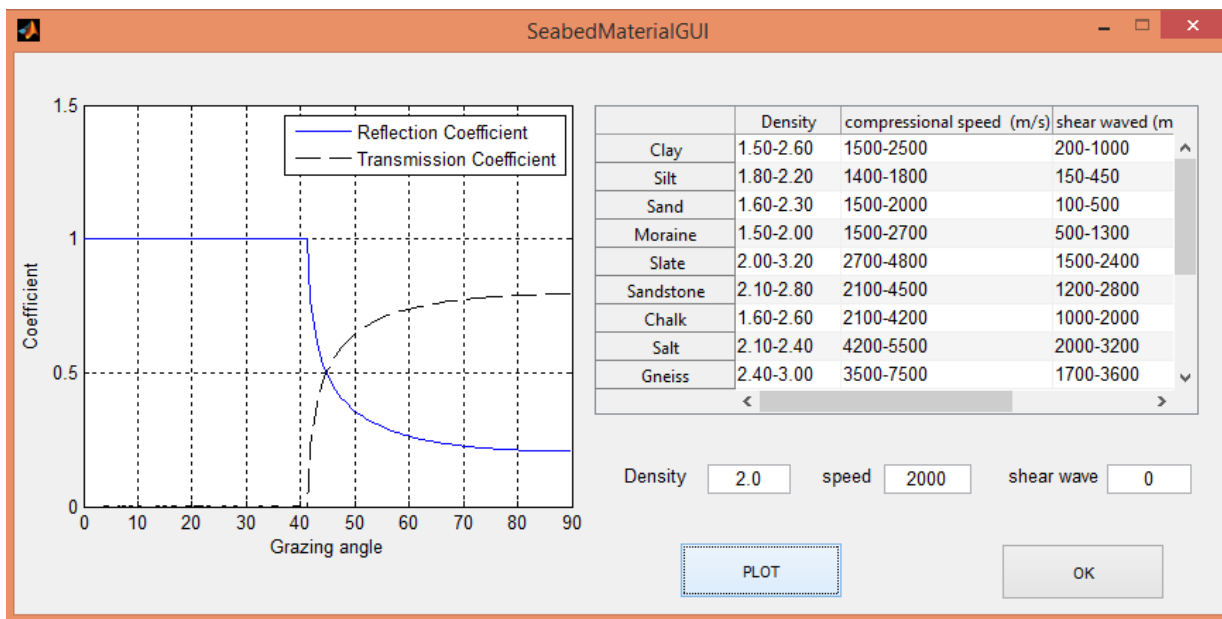 SeabedMaterialGUI
1.5
1
0.5
0
Coefficient
Reflection Coefficient
Transmission Coefficient
0 10 20 30 40 50 60 70 80 90
Grazing angle
Density compressional speed (m/s) shear waved (m
Clay 1.50-2.60 1500-2500 200-1000
Silt 1.80-2.20 1400-1800 150-450
Sand 1.60-2.30 1500-2000 100-500
Moraine 1.50-2.00 1500-2700 500-1300
Slate 2.00-3.20 2700-4800 1500-2400
Sandstone 2.10-2.80 2100-4500 1200-2800
Chalk 1.60-2.60 2100-4200 1000-2000
Salt 2.10-2.40 4200-5500 2000-3200
Gneiss 2.40-3.00 3500-7500 1700-3600
Density 2.0 speed 2000 shear wave 0
PLOT OK